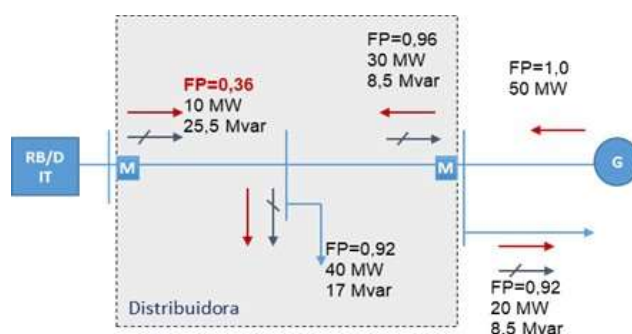 FP=0,96
30 MW
8,5 Mvar
FP=0,36
10 MW
25,5 Mvar
FP=1,0
50 MW
RB/D
IT
M
M
G
FP=0,92
40 MW
17 Mvar
FP=0,92
20 MW
8,5 Mvar
Distribuidora